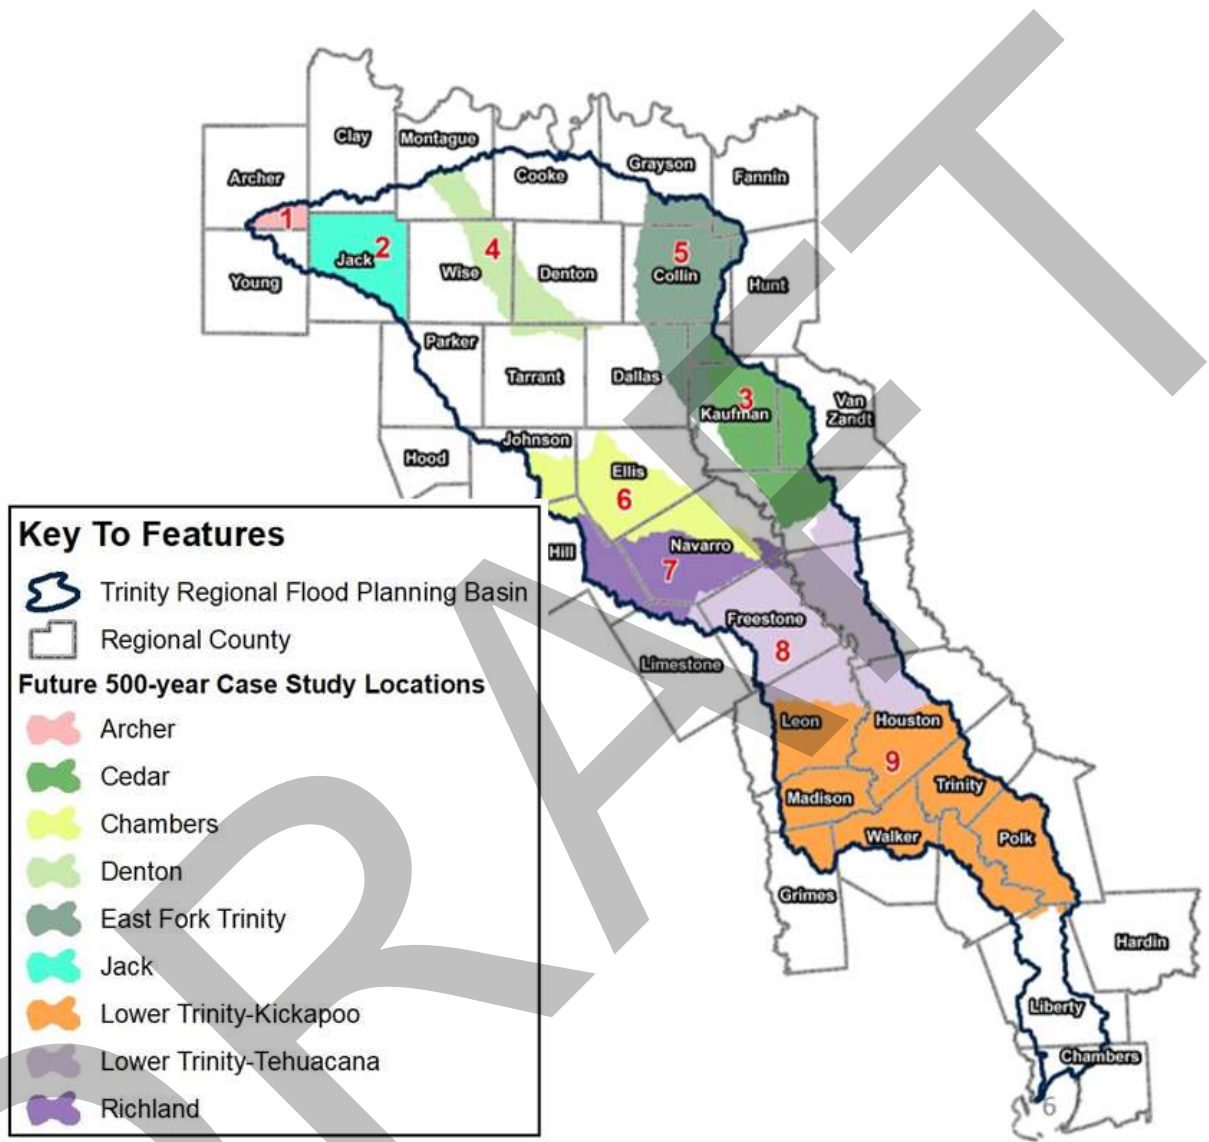 Clay
Montague
Archer
Cooke
Grayson
Fannin
1
2
Jack
Young
4
Wise
Denton
5
Collin
Hunt
Parker
Tarrant
Dallas
3
Kaufman
Van
Zandt
Hood
Johnson
Ellis
6
Hill
Navarro
7
Freestone
8
Limestone
Leon
Houston
9
Madison
Trinity
Walker
Polk
Grimes
Hardin
Liberty
Chambers
6
Key To Features
Trinity Regional Flood Planning Basin
Regional County
Future 500-year Case Study Locations
Archer
Cedar
Chambers
Denton
East Fork Trinity
Jack
Lower Trinity-Kickapoo
Lower Trinity-Tehuacana
Richland
DRAFT